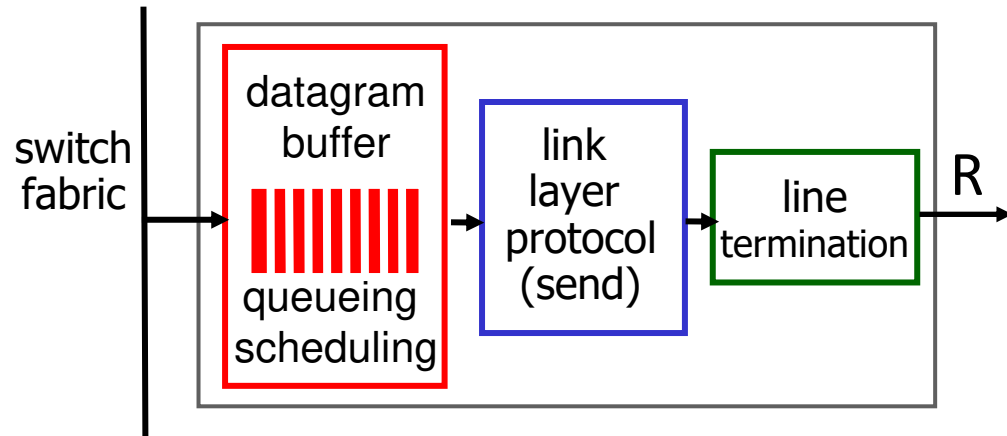 switch
fabric
datagram
buffer
queueing
scheduling
link
layer
protocol
(send)
line
termination
R